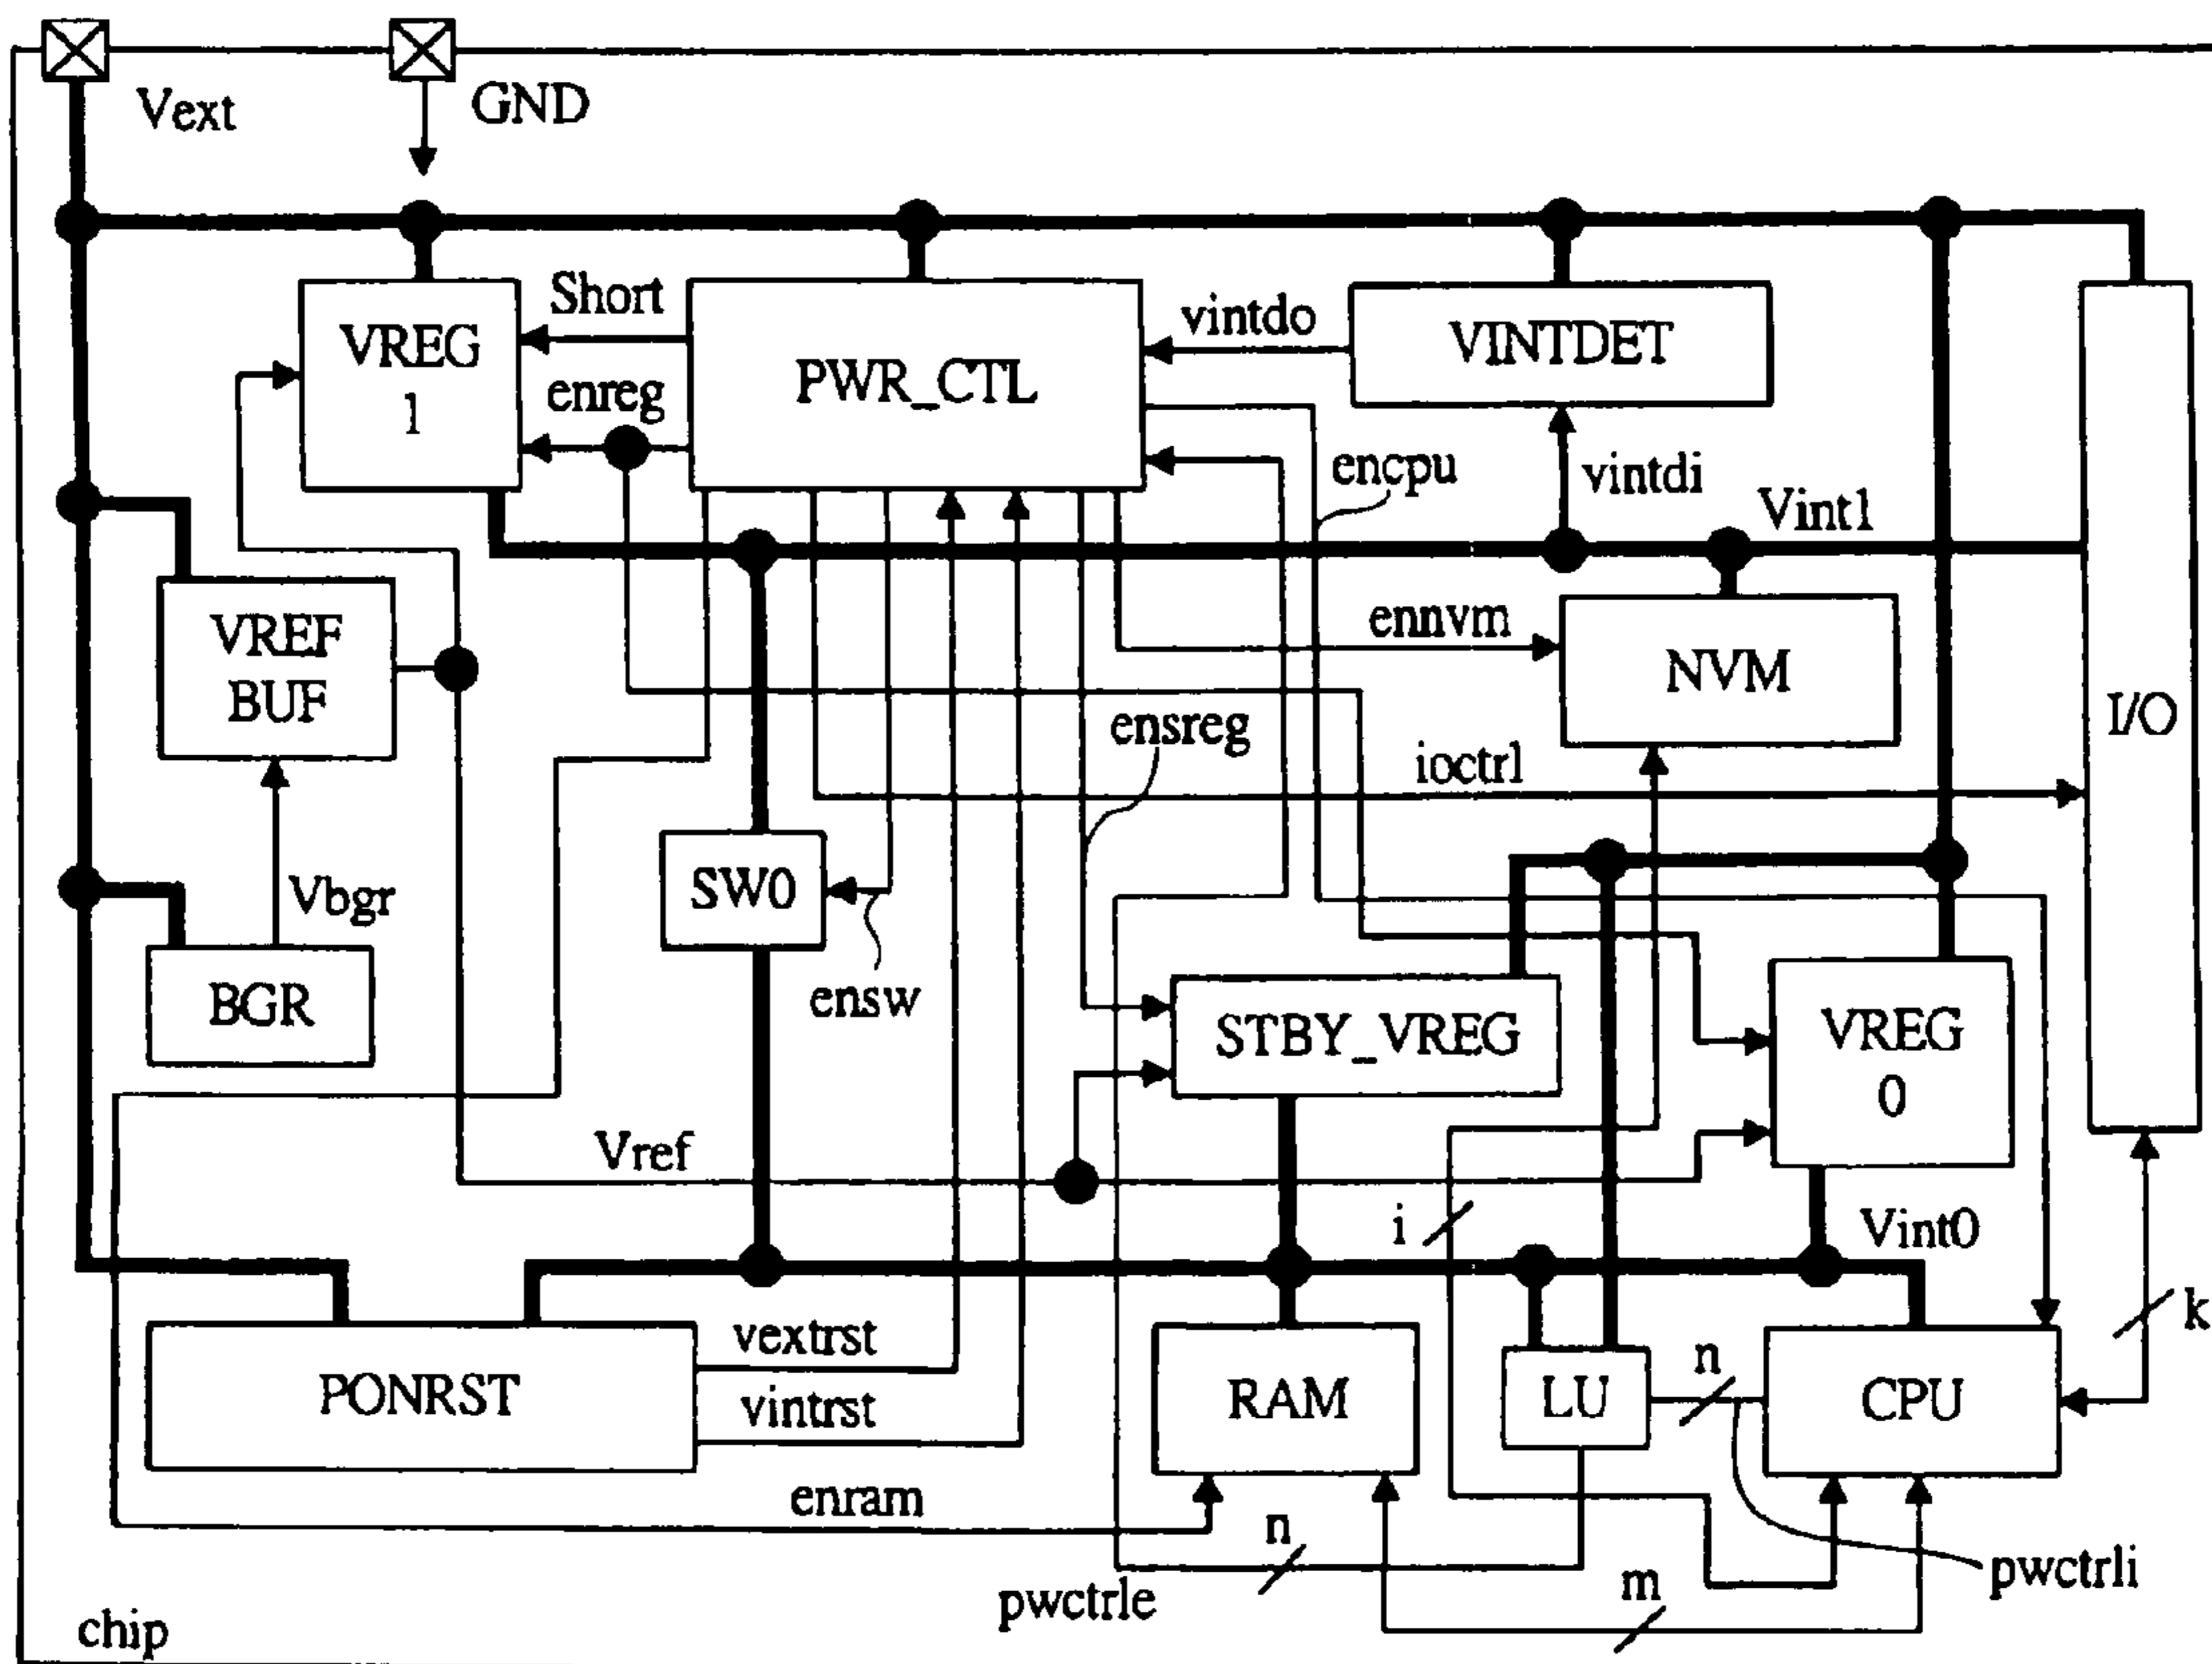 Vext
GND
Short
VREG
1
enreg
PWR_CTL
vintdo
VINTDET
encpu
vintdi
Vint1
VREF
BUF
ennvm
NVM
I/O
ensreg
ioctrl
Vbgr
SW0
BGR
ensw
STBY_VREG
VREG
0
Vref
i
Vint0
k
vextrst
PONRST
vintrst
RAM
LU
n
CPU
enram
n
pwctrle
m
pwctrli
chip